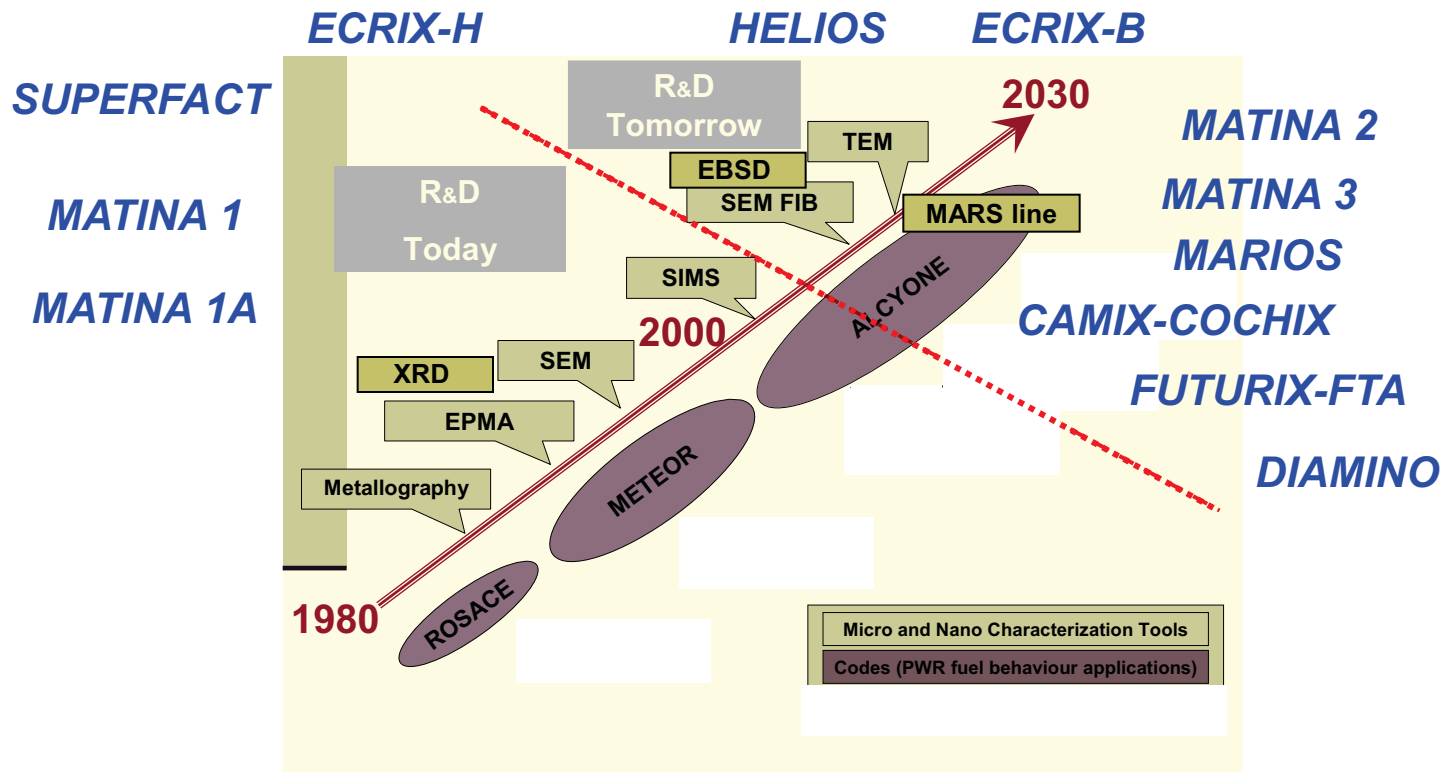 ECRIX-H
HELIOS
ECRIX-B
SUPERFACT
R&D
Tomorrow
2030
MATINA 2
TEM
EBSD
R&D
Today
SEM FIB
MATINA 3
MATINA 1
MARS line
MARIOS
SIMS
ALCYONE
MATINA 1A
2000
CAMIX-COCHIX
SEM
XRD
FUTURIX-FTA
EPMA
METEOR
DIAMINO
Metallography
1980
ROSACE
Micro and Nano Characterization Tools
Codes (PWR fuel behaviour applications)